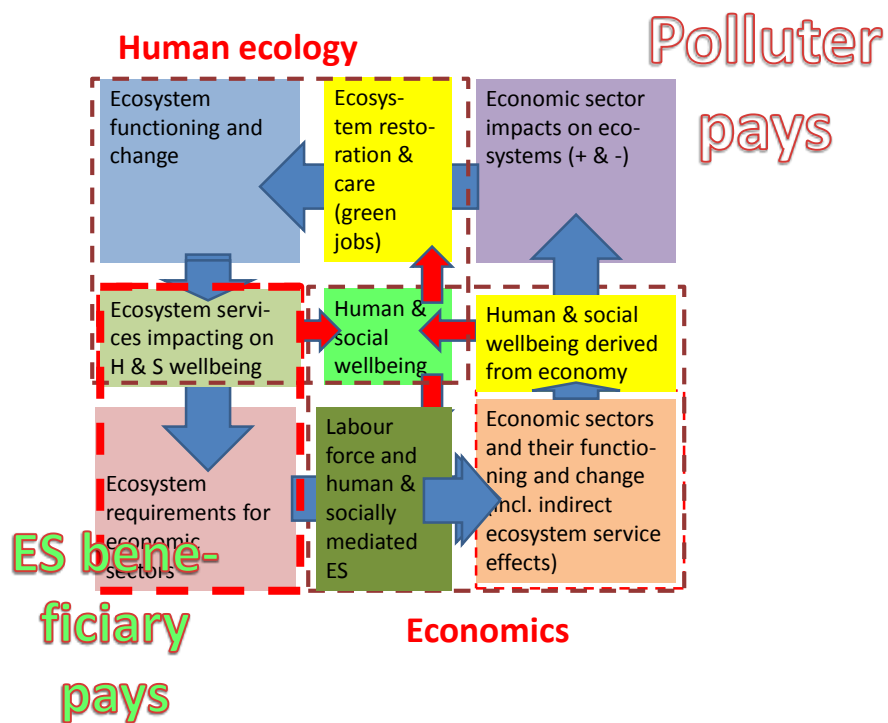 Human ecology
Polluter
pays
Ecosystem
functioning and
change
Ecosys-
tem resto-
ration &
care
(green
jobs)
Economic sector
impacts on eco-
systems (+ & -)
Ecosystem servi-
ces impacting on
H & S wellbeing
Human &
social
wellbeing
Human & social
wellbeing derived
from economy
Ecosystem
requirements for
economic
sectors
Labour
force and
human &
socially
mediated
ES
Economic sectors
and their functio-
ning and change
(incl. indirect
ecosystem service
effects)
ES bene-
ficiary
pays
Economics